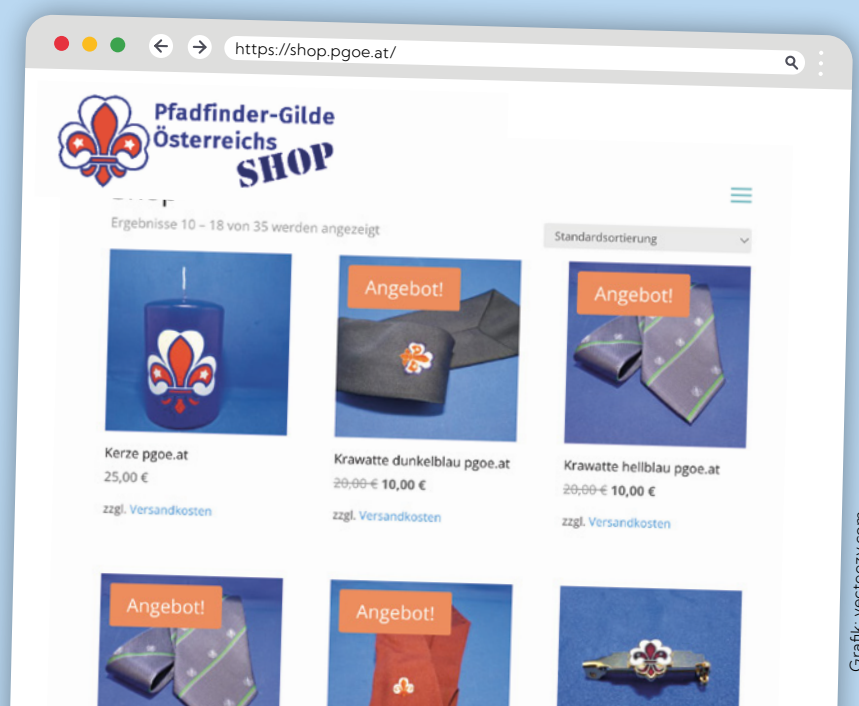 https://shop.pgoe.at/
Pfadfinder-Gilde
Österreichs
SHOP
Shop
Ergebnisse 10 – 18 von 35 werden angezeigt
Standardsortierung
Angebot!
Angebot!
Kerze pgoe.at
25,00 €
zzgl. Versandkosten
Krawatte dunkelblau pgoe.at
20,00 € 10,00 €
zzgl. Versandkosten
Krawatte hellblau pgoe.at
20,00 € 10,00 €
zzgl. Versandkosten
Angebot!
Angebot!
Grafik: vecteezy.com